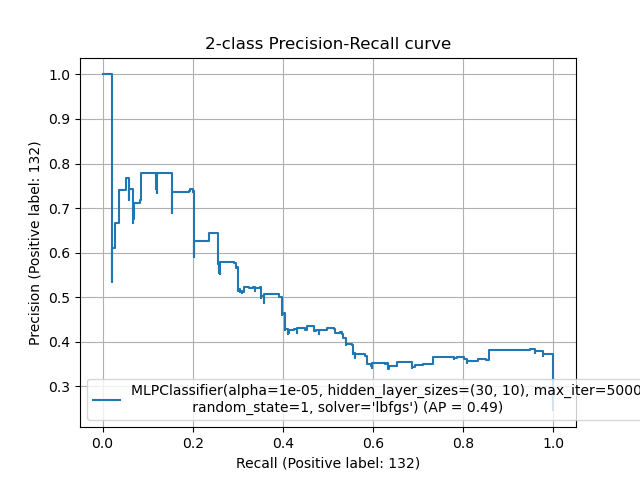 2-class Precision-Recall curve
Precision (Positive label: 132)
1.0
0.9
0.8
0.7
0.6
0.5
0.4
0.3
MLPClassifier(alpha=1e-05, hidden_layer_sizes=(30, 10), max_iter=5000
random_state=1, solver='lbfgs') (AP = 0.49)
0.0 0.2 0.4 0.6 0.8 1.0
Recall (Positive label: 132)